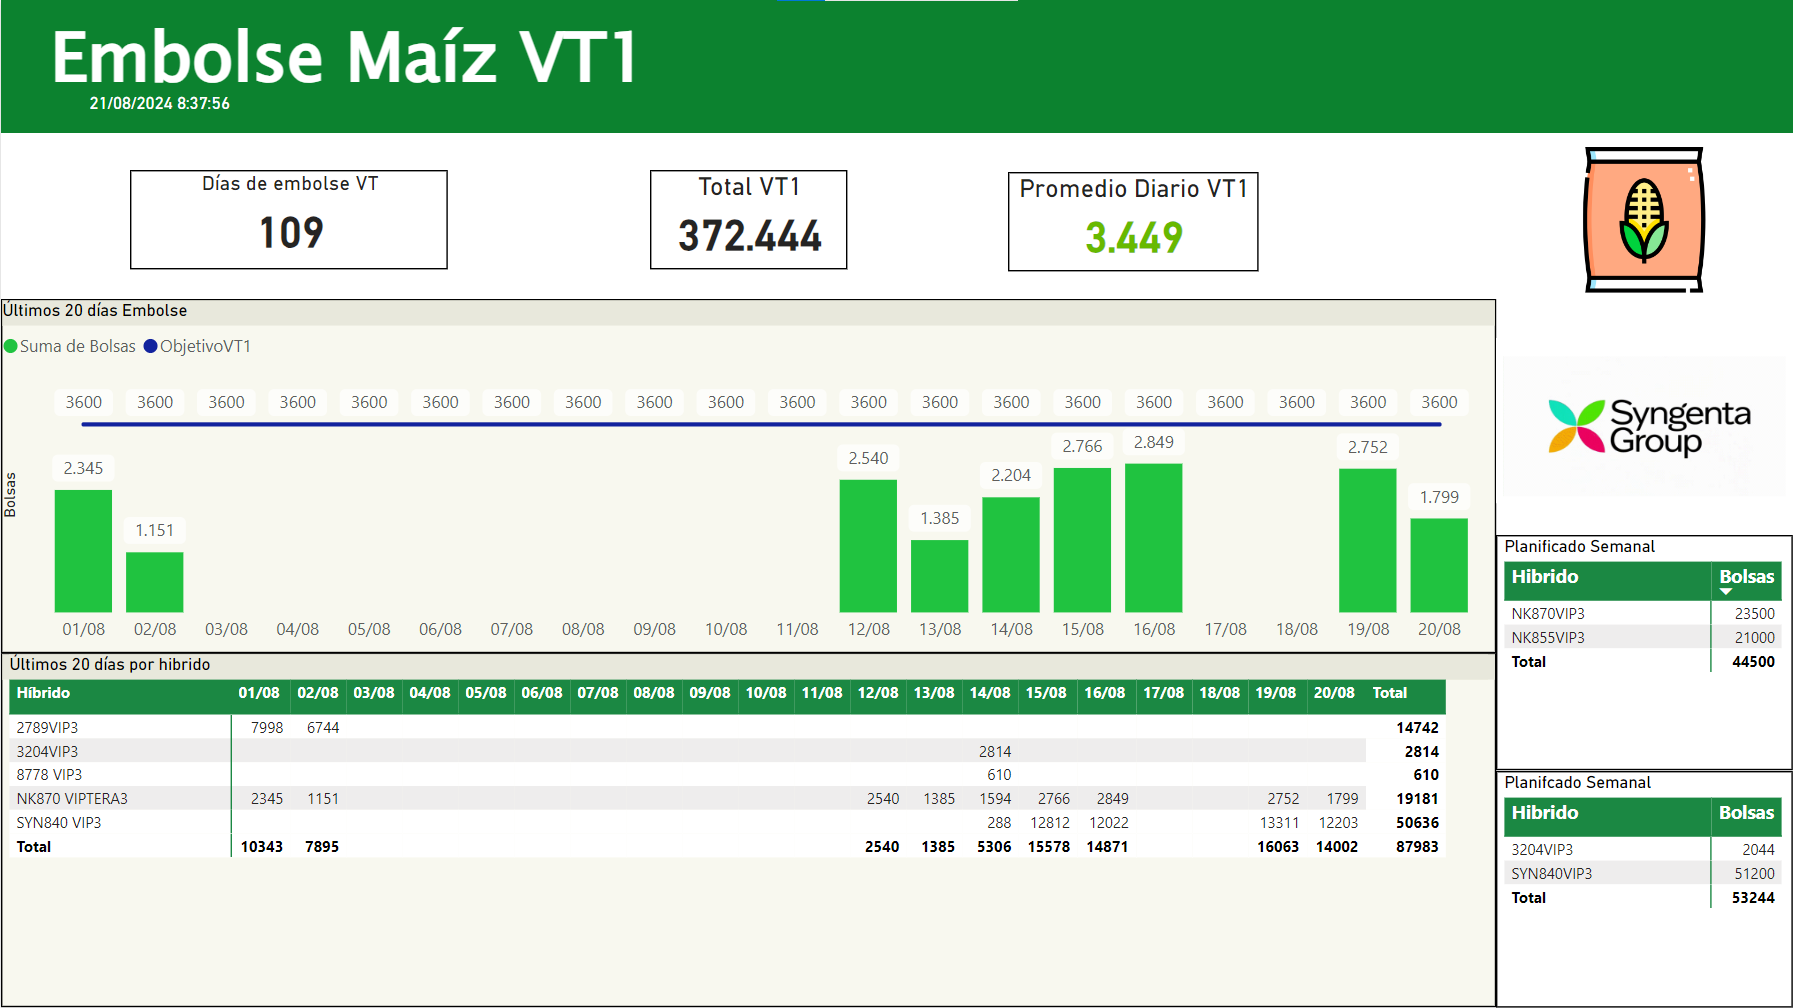 Embolse Maíz VT1
21/08/2024 8:37:56
Días de embolse VT
109
Total VT1
372.444
Promedio Diario VT1
3.449
Últimos 20 días Embolse
Suma de Bolsas ObjetivoVT1
3600 3600 3600 3600 3600 3600 3600 3600 3600 3600 3600 3600 3600 3600 3600 3600 3600 3600 3600 3600
Bolsas
2.345 1.151 2.540 1.385 2.204 2.766 2.849 2.752 1.799
01/08 02/08 03/08 04/08 05/08 06/08 07/08 08/08 09/08 10/08 11/08 12/08 13/08 14/08 15/08 16/08 17/08 18/08 19/08 20/08
Syngenta
Group
Últimos 20 días por hibrido
Híbrido 01/08 02/08 03/08 04/08 05/08 06/08 07/08 08/08 09/08 10/08 11/08 12/08 13/08 14/08 15/08 16/08 17/08 18/08 19/08 20/08 Total
2789VIP3 7998 6744 14742
3204VIP3 2814 2814
8778 VIP3 610 610
NK870 VIPTERA3 2345 1151 2540 1385 1594 2766 2849 2752 1799 19181
SYN840 VIP3 288 12812 12022 13311 12203 50636
Total 10343 7895 2540 1385 5306 15578 14871 16063 14002 87983
Planificado Semanal
Hibrido Bolsas
NK870VIP3 23500
NK855VIP3 21000
Total 44500
Planifcado Semanal
Hibrido Bolsas
3204VIP3 2044
SYN840VIP3 51200
Total 53244